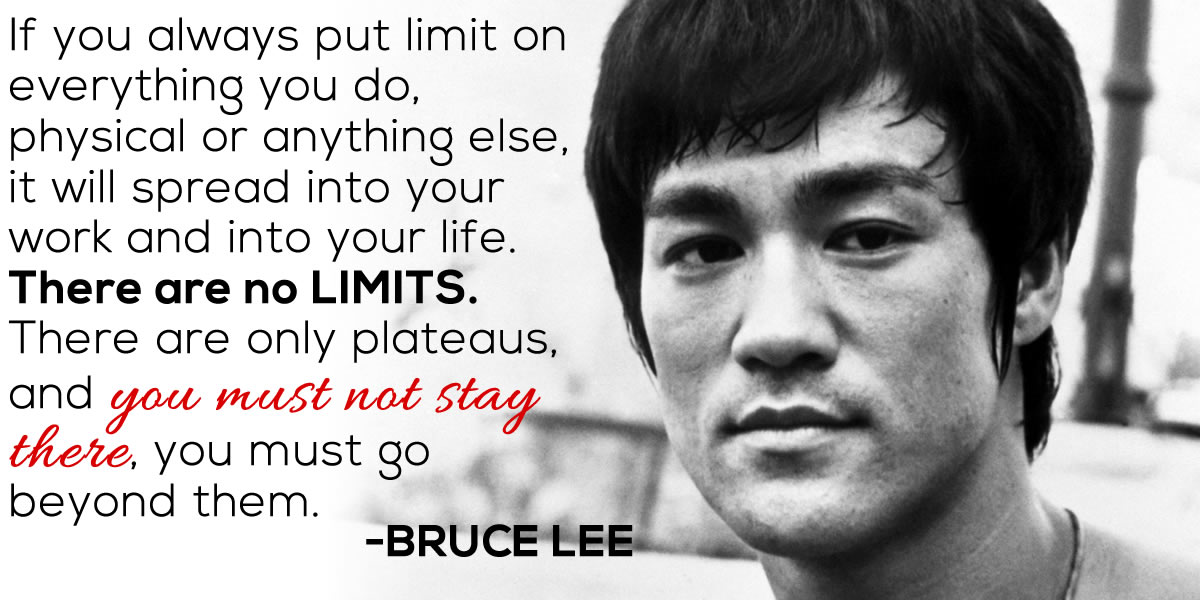 If you always put limit on
everything you do,
physical or anything else,
it will spread into your
work and into your life.
There are no LIMITS.
There are only plateaus,
and you must not stay
there, you must go
beyond them.
-BRUCE LEE